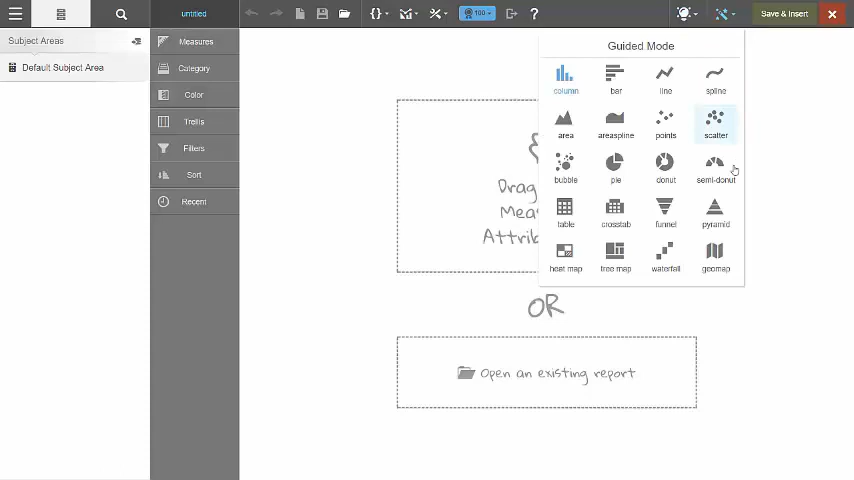 untitled
100
Save & Insert
Subject Areas
Default Subject Area
Measures
Category
Color
Trellis
Filters
Sort
Recent
Guided Mode
column bar line spline
area areaspline points scatter
bubble pie donut semi-donut
table crosstab funnel pyramid
heat map tree map waterfall geomap
Drag
Mea
Attrib
OR
Open an existing report